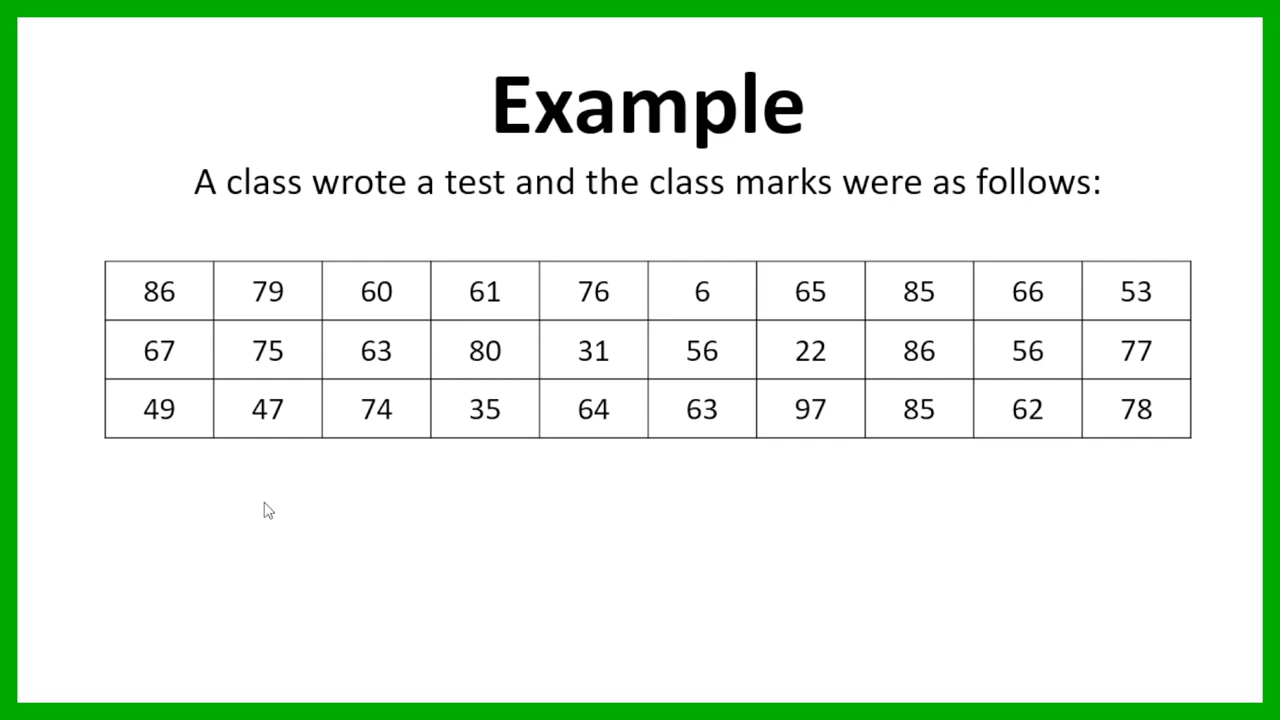 Example
A class wrote a test and the class marks were as follows:
86 79 60 61 76 6 65 85 66 53
67 75 63 80 31 56 22 86 56 77
49 47 74 35 64 63 97 85 62 78